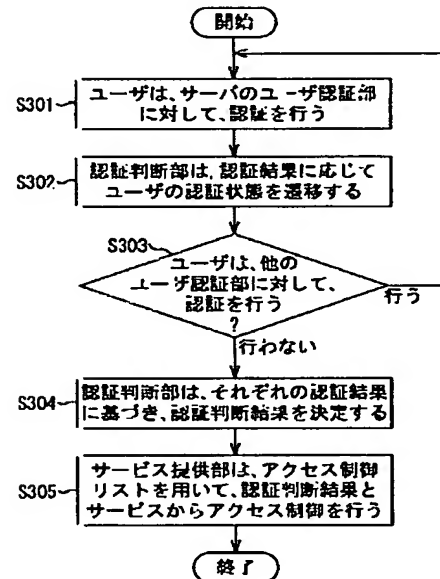 開始
S301
ユーザは、サーバのユーザ認証部
に対して、認証を行う
S302
認証判断部は、認証結果に応じて
ユーザの認証状態を遷移する
S303
ユーザは、他の
ユーザ認証部に対して、
認証を行う
?
行う
行わない
S304
認証判断部は、それぞれの認証結果
に基づき、認証判断結果を決定する
S305
サービス提供部は、アクセス制御
リストを用いて、認証判断結果と
サービスからアクセス制御を行う
終了